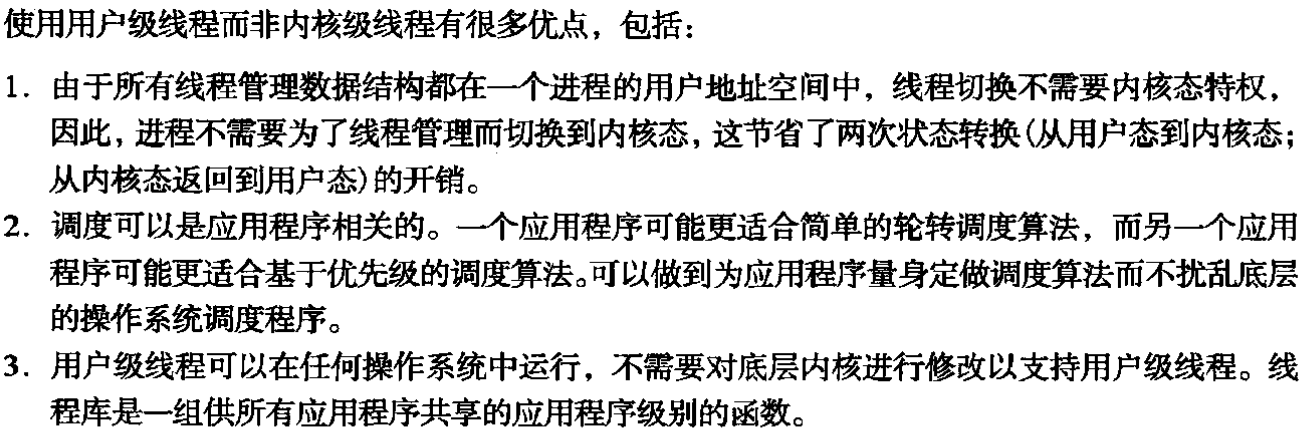 使用用户级线程而非内核级线程有很多优点，包括：
1. 由于所有线程管理数据结构都在一个进程的用户地址空间中，线程切换不需要内核态特权，
因此，进程不需要为了线程管理而切换到内核态，这节省了两次状态转换(从用户态到内核态；
从内核态返回到用户态)的开销。
2. 调度可以是应用程序相关的。一个应用程序可能更适合简单的轮转调度算法，而另一个应用
程序可能更适合基于优先级的调度算法。可以做到为应用程序量身定做调度算法而不扰乱底层
的操作系统调度程序。
3. 用户级线程可以在任何操作系统中运行，不需要对底层内核进行修改以支持用户级线程。线
程库是一组供所有应用程序共享的应用程序级别的函数。